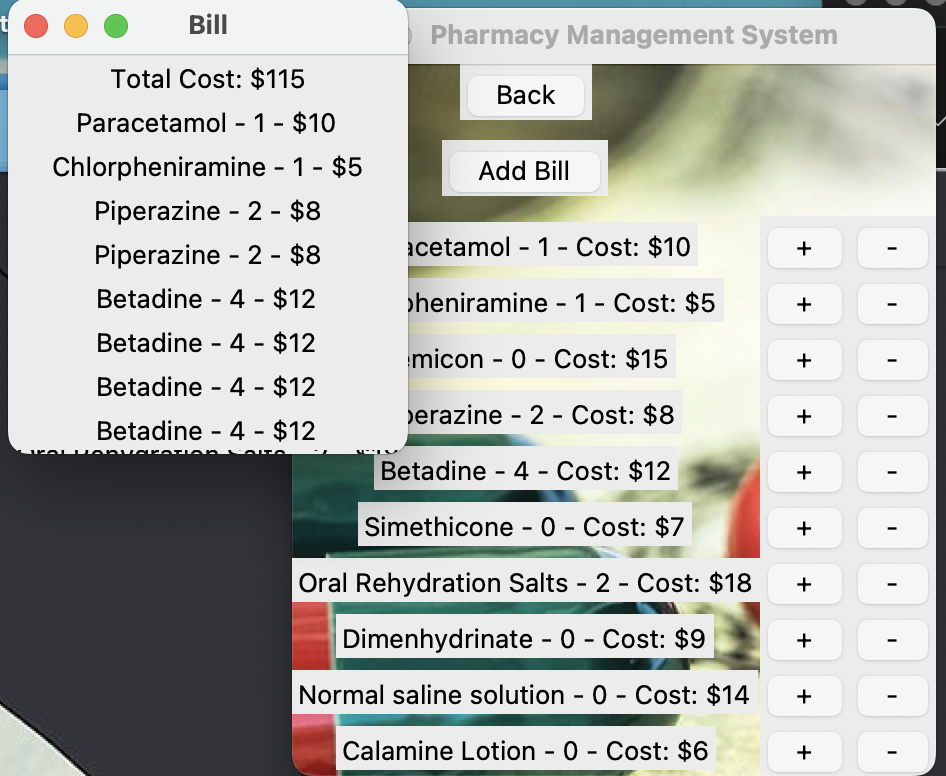 Bill
Total Cost: $115
Paracetamol - 1 - $10
Chlorpheniramine - 1 - $5
Piperazine - 2 - $8
Piperazine - 2 - $8
Betadine - 4 - $12
Betadine - 4 - $12
Betadine - 4 - $12
Betadine - 4 - $12
Pharmacy Management System
Back
Add Bill
acetamol - 1 - Cost: $10
+ -
pheniramine - 1 - Cost: $5
+ -
emicon - 0 - Cost: $15
+ -
perazine - 2 - Cost: $8
+ -
Betadine - 4 - Cost: $12
+ -
Simethicone - 0 - Cost: $7
+ -
Oral Rehydration Salts - 2 - Cost: $18
+ -
Dimenhydrinate - 0 - Cost: $9
+ -
Normal saline solution - 0 - Cost: $14
+ -
Calamine Lotion - 0 - Cost: $6
+ -